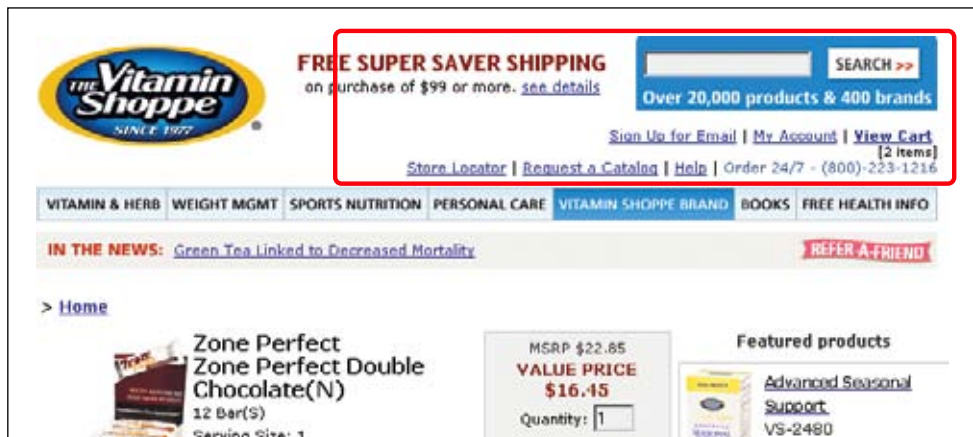 THE Vitamin
Shoppe
SINCE 1977
FREE SUPER SAVER SHIPPING
on purchase of $99 or more. see details
SEARCH >>
Over 20,000 products & 400 brands
Sign Up for Email | My Account | View Cart
[2 items]
Store Locator | Request a Catalog | Help | Order 24/7 - (800)-223-1216
VITAMIN & HERB WEIGHT MGMT SPORTS NUTRITION PERSONAL CARE VITAMIN SHOPPE BRAND BOOKS FREE HEALTH INFO
IN THE NEWS: Green Tea Linked to Decreased Mortality
REFER-A-FRIEND
> Home
Zone Perfect
Zone Perfect Double
Chocolate(N)
12 Bar(S)
Serving Size: 1
MSRP $22.85
VALUE PRICE
$16.45
Quantity: 1
Featured products
Advanced Seasonal
Support
VS-2480